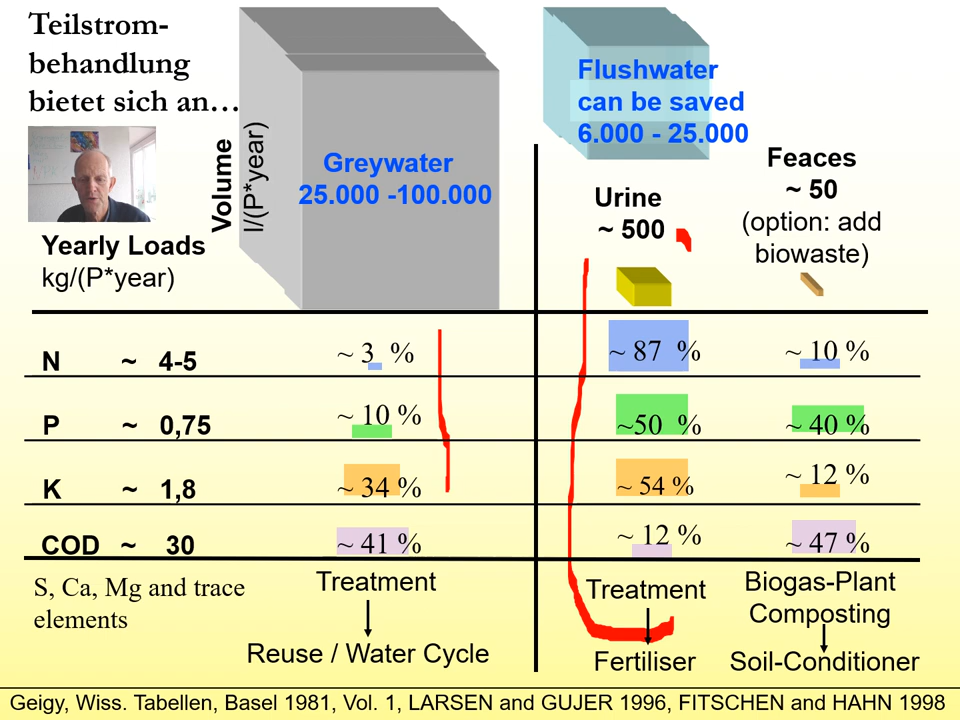 Teilstrom-
behandlung
bietet sich an…
Volume
l/(P*year)
Greywater
25.000 -100.000
Flushwater
can be saved
6.000 - 25.000
Urine
~ 500
Feaces
~ 50
(option: add
biowaste)
Yearly Loads
kg/(P*year)
N ~ 4-5 ~ 3 % ~ 87 % ~ 10 %
P ~ 0,75 ~ 10 % ~50 % ~ 40 %
K ~ 1,8 ~ 34 % ~ 54 % ~ 12 %
COD ~ 30 ~ 41 % ~ 12 % ~ 47 %
S, Ca, Mg and trace
elements
Treatment
Reuse / Water Cycle
Treatment
Fertiliser
Biogas-Plant
Composting
Soil-Conditioner
Geigy, Wiss. Tabellen, Basel 1981, Vol. 1, LARSEN and GUJER 1996, FITSCHEN and HAHN 1998